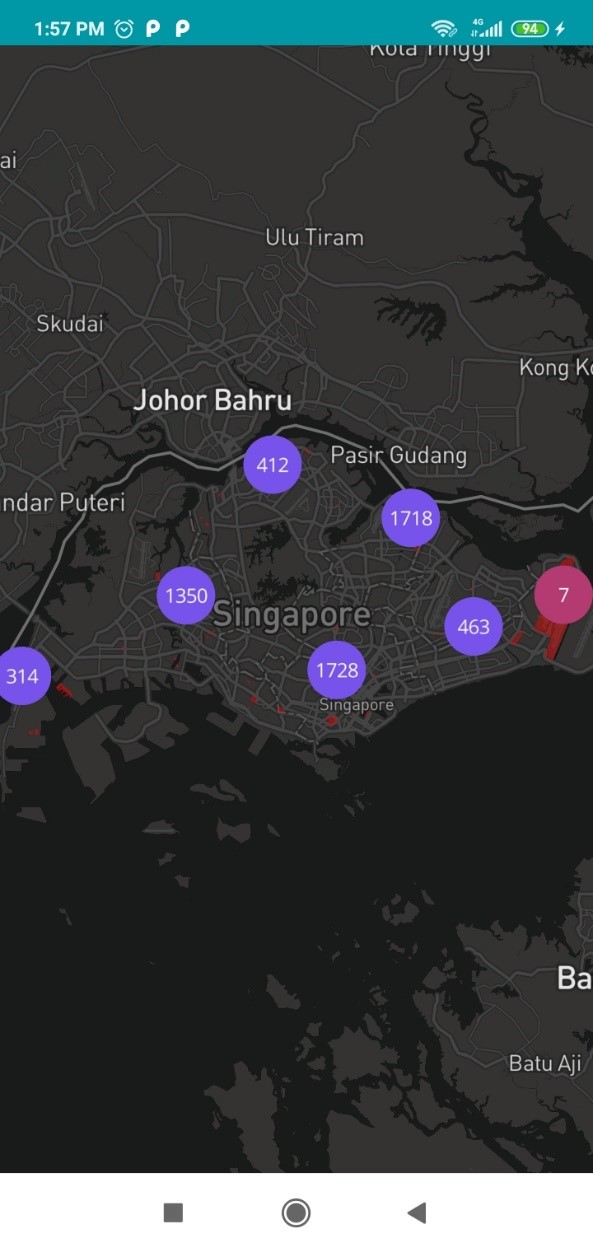 1:57 PM P P 4G 94
Kota Tinggi
ai
Ulu Tiram
Skudai
Kong Ko
Johor Bahru
412
Pasir Gudang
ndar Puteri
1718
1350
7
Singapore
463
314
1728
Singapore
Ba
Batu Aji